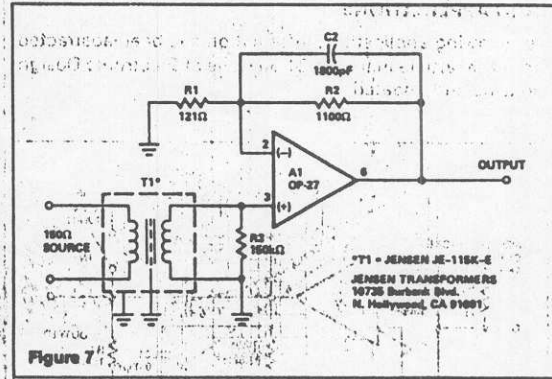 C2
1800pF
R1
121Ω
R2
1100Ω
2
(–)
A1
OP-27
6
OUTPUT
T1*
3
(+)
150Ω
SOURCE
R3
150kΩ
*T1 = JENSEN JE-115K-E
JENSEN TRANSFORMERS
10735 Burbank Blvd.
N. Hollywood, CA 91601
Figure 7